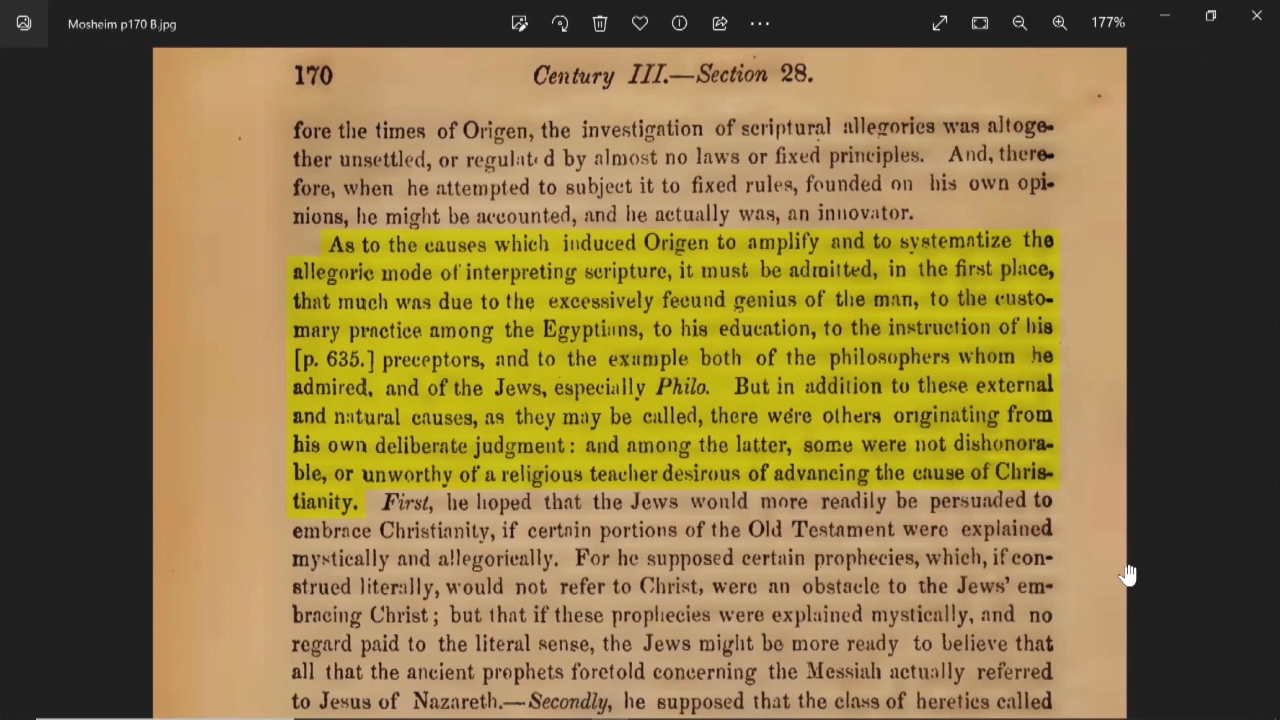 Mosheim p170 B.jpg
177%
170 Century III.—Section 28.
fore the times of Origen, the investigation of scriptural allegories was altoge-
ther unsettled, or regulat d by almost no laws or fixed principles. And, there-
fore, when he attempted to subject it to fixed rules, founded on his own opi-
nions, he might be accounted, and he actually was, an innovator.
As to the causes which induced Origen to amplify and to systematize the
allegoric mode of interpreting scripture, it must be admitted, in the first place,
that much was due to the excessively fecund genius of the man, to the custo-
mary practice among the Egyptians, to his education, to the instruction of his
[p. 635.] preceptors, and to the example both of the philosophers whom he
admired, and of the Jews, especially Philo. But in addition to these external
and natural causes, as they may be called, there were others originating from
his own deliberate judgment: and among the latter, some were not dishonora-
ble, or unworthy of a religious teacher desirous of advancing the cause of Chris-
tianity. First, he hoped that the Jews would more readily be persuaded to
embrace Christianity, if certain portions of the Old Testament were explained
mystically and allegorically. For he supposed certain prophecies, which, if con-
strued literally, would not refer to Christ, were an obstacle to the Jews' em-
bracing Christ; but that if these prophecies were explained mystically, and no
regard paid to the literal sense, the Jews might be more ready to believe that
all that the ancient prophets foretold concerning the Messiah actually referred
to Jesus of Nazareth.—Secondly, he supposed that the class of heretics called